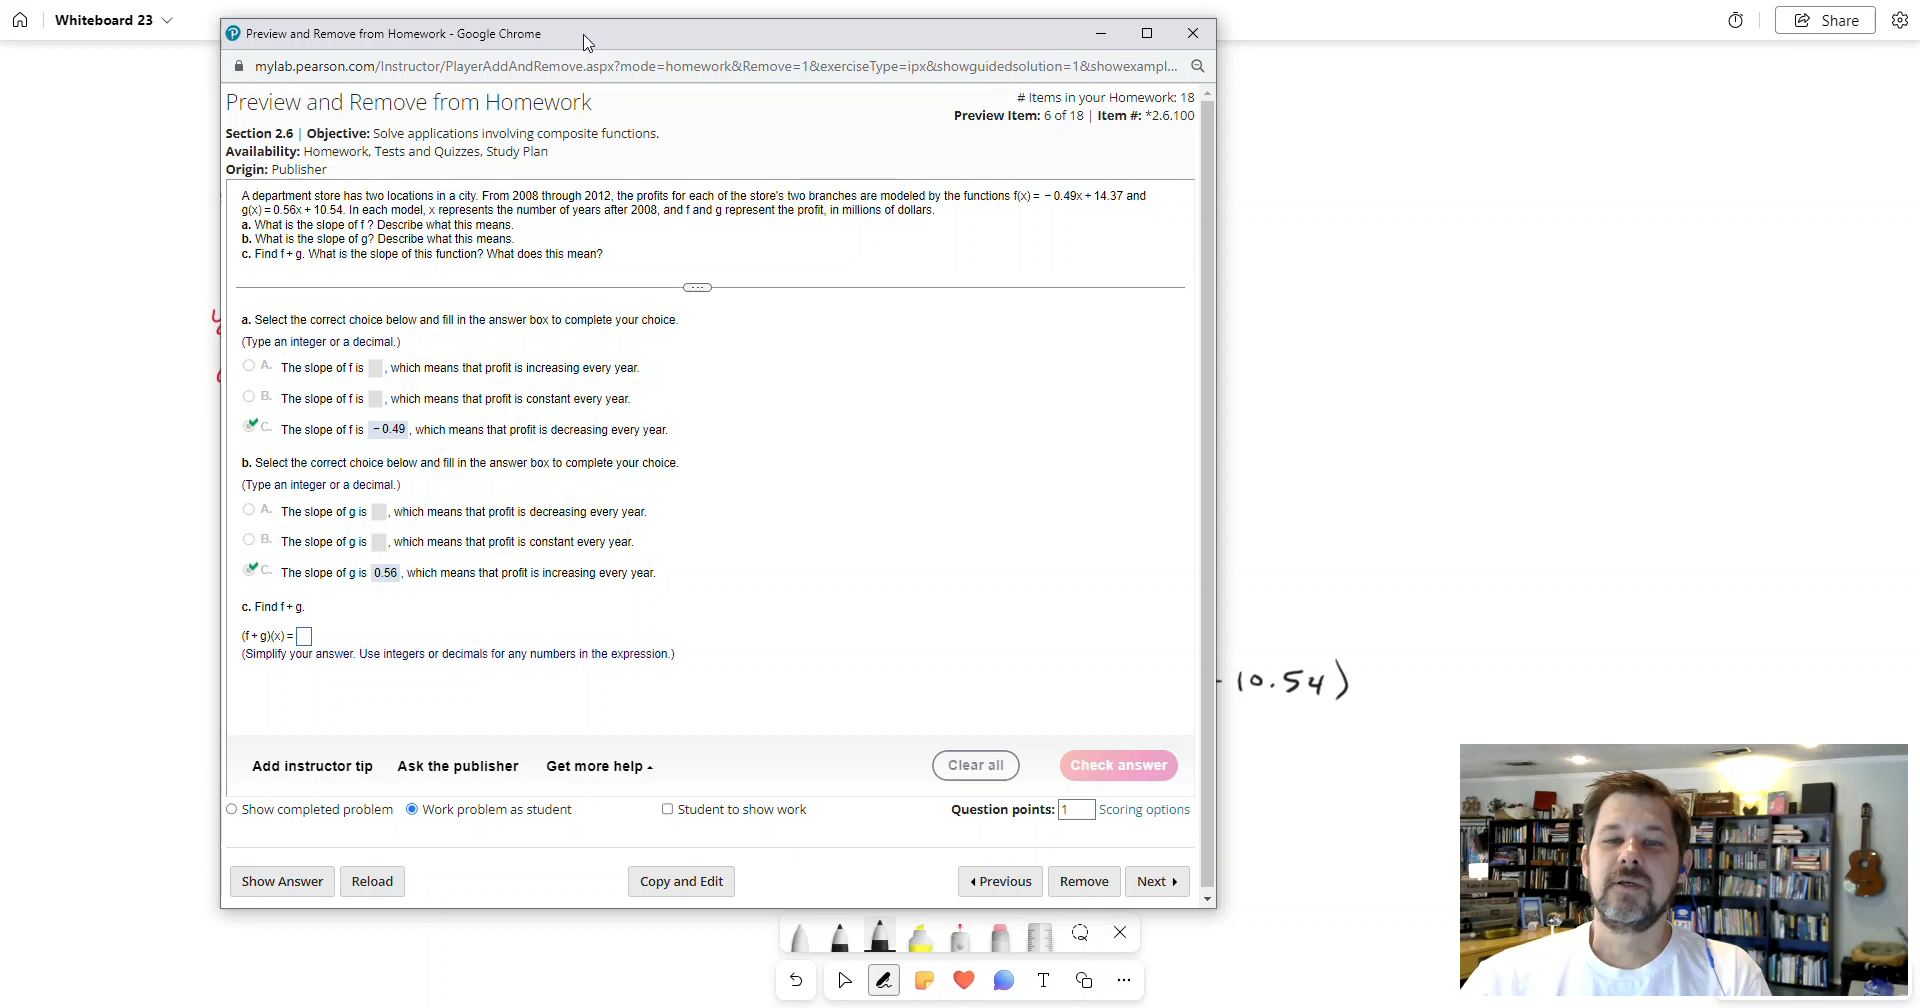 Whiteboard 23
Share
Preview and Remove from Homework - Google Chrome
mylab.pearson.com/Instructor/PlayerAddAndRemove.aspx?mode=homework&Remove=1&exerciseType=ipx&showguidedsolution=1&showexampl...
Preview and Remove from Homework
# Items in your Homework: 18
Preview Item: 6 of 18 | Item #: *2.6.100
Section 2.6 | Objective: Solve applications involving composite functions.
Availability: Homework, Tests and Quizzes, Study Plan
Origin: Publisher
A department store has two locations in a city. From 2008 through 2012, the profits for each of the store's two branches are modeled by the functions f(x) = − 0.49x + 14.37 and
g(x) = 0.56x + 10.54. In each model, x represents the number of years after 2008, and f and g represent the profit, in millions of dollars.
a. What is the slope of f ? Describe what this means.
b. What is the slope of g? Describe what this means.
c. Find f + g. What is the slope of this function? What does this mean?
a. Select the correct choice below and fill in the answer box to complete your choice.
(Type an integer or a decimal.)
A. The slope of f is , which means that profit is increasing every year.
B. The slope of f is , which means that profit is constant every year.
C. The slope of f is − 0.49 , which means that profit is decreasing every year.
b. Select the correct choice below and fill in the answer box to complete your choice.
(Type an integer or a decimal.)
A. The slope of g is , which means that profit is decreasing every year.
B. The slope of g is , which means that profit is constant every year.
C. The slope of g is 0.56 , which means that profit is increasing every year.
c. Find f + g.
(f + g)(x) =
(Simplify your answer. Use integers or decimals for any numbers in the expression.)
10.54)
Add instructor tip Ask the publisher Get more help
Clear all
Check answer
Show completed problem Work problem as student Student to show work Question points: 1 Scoring options
Show Answer Reload Copy and Edit Previous Remove Next
T